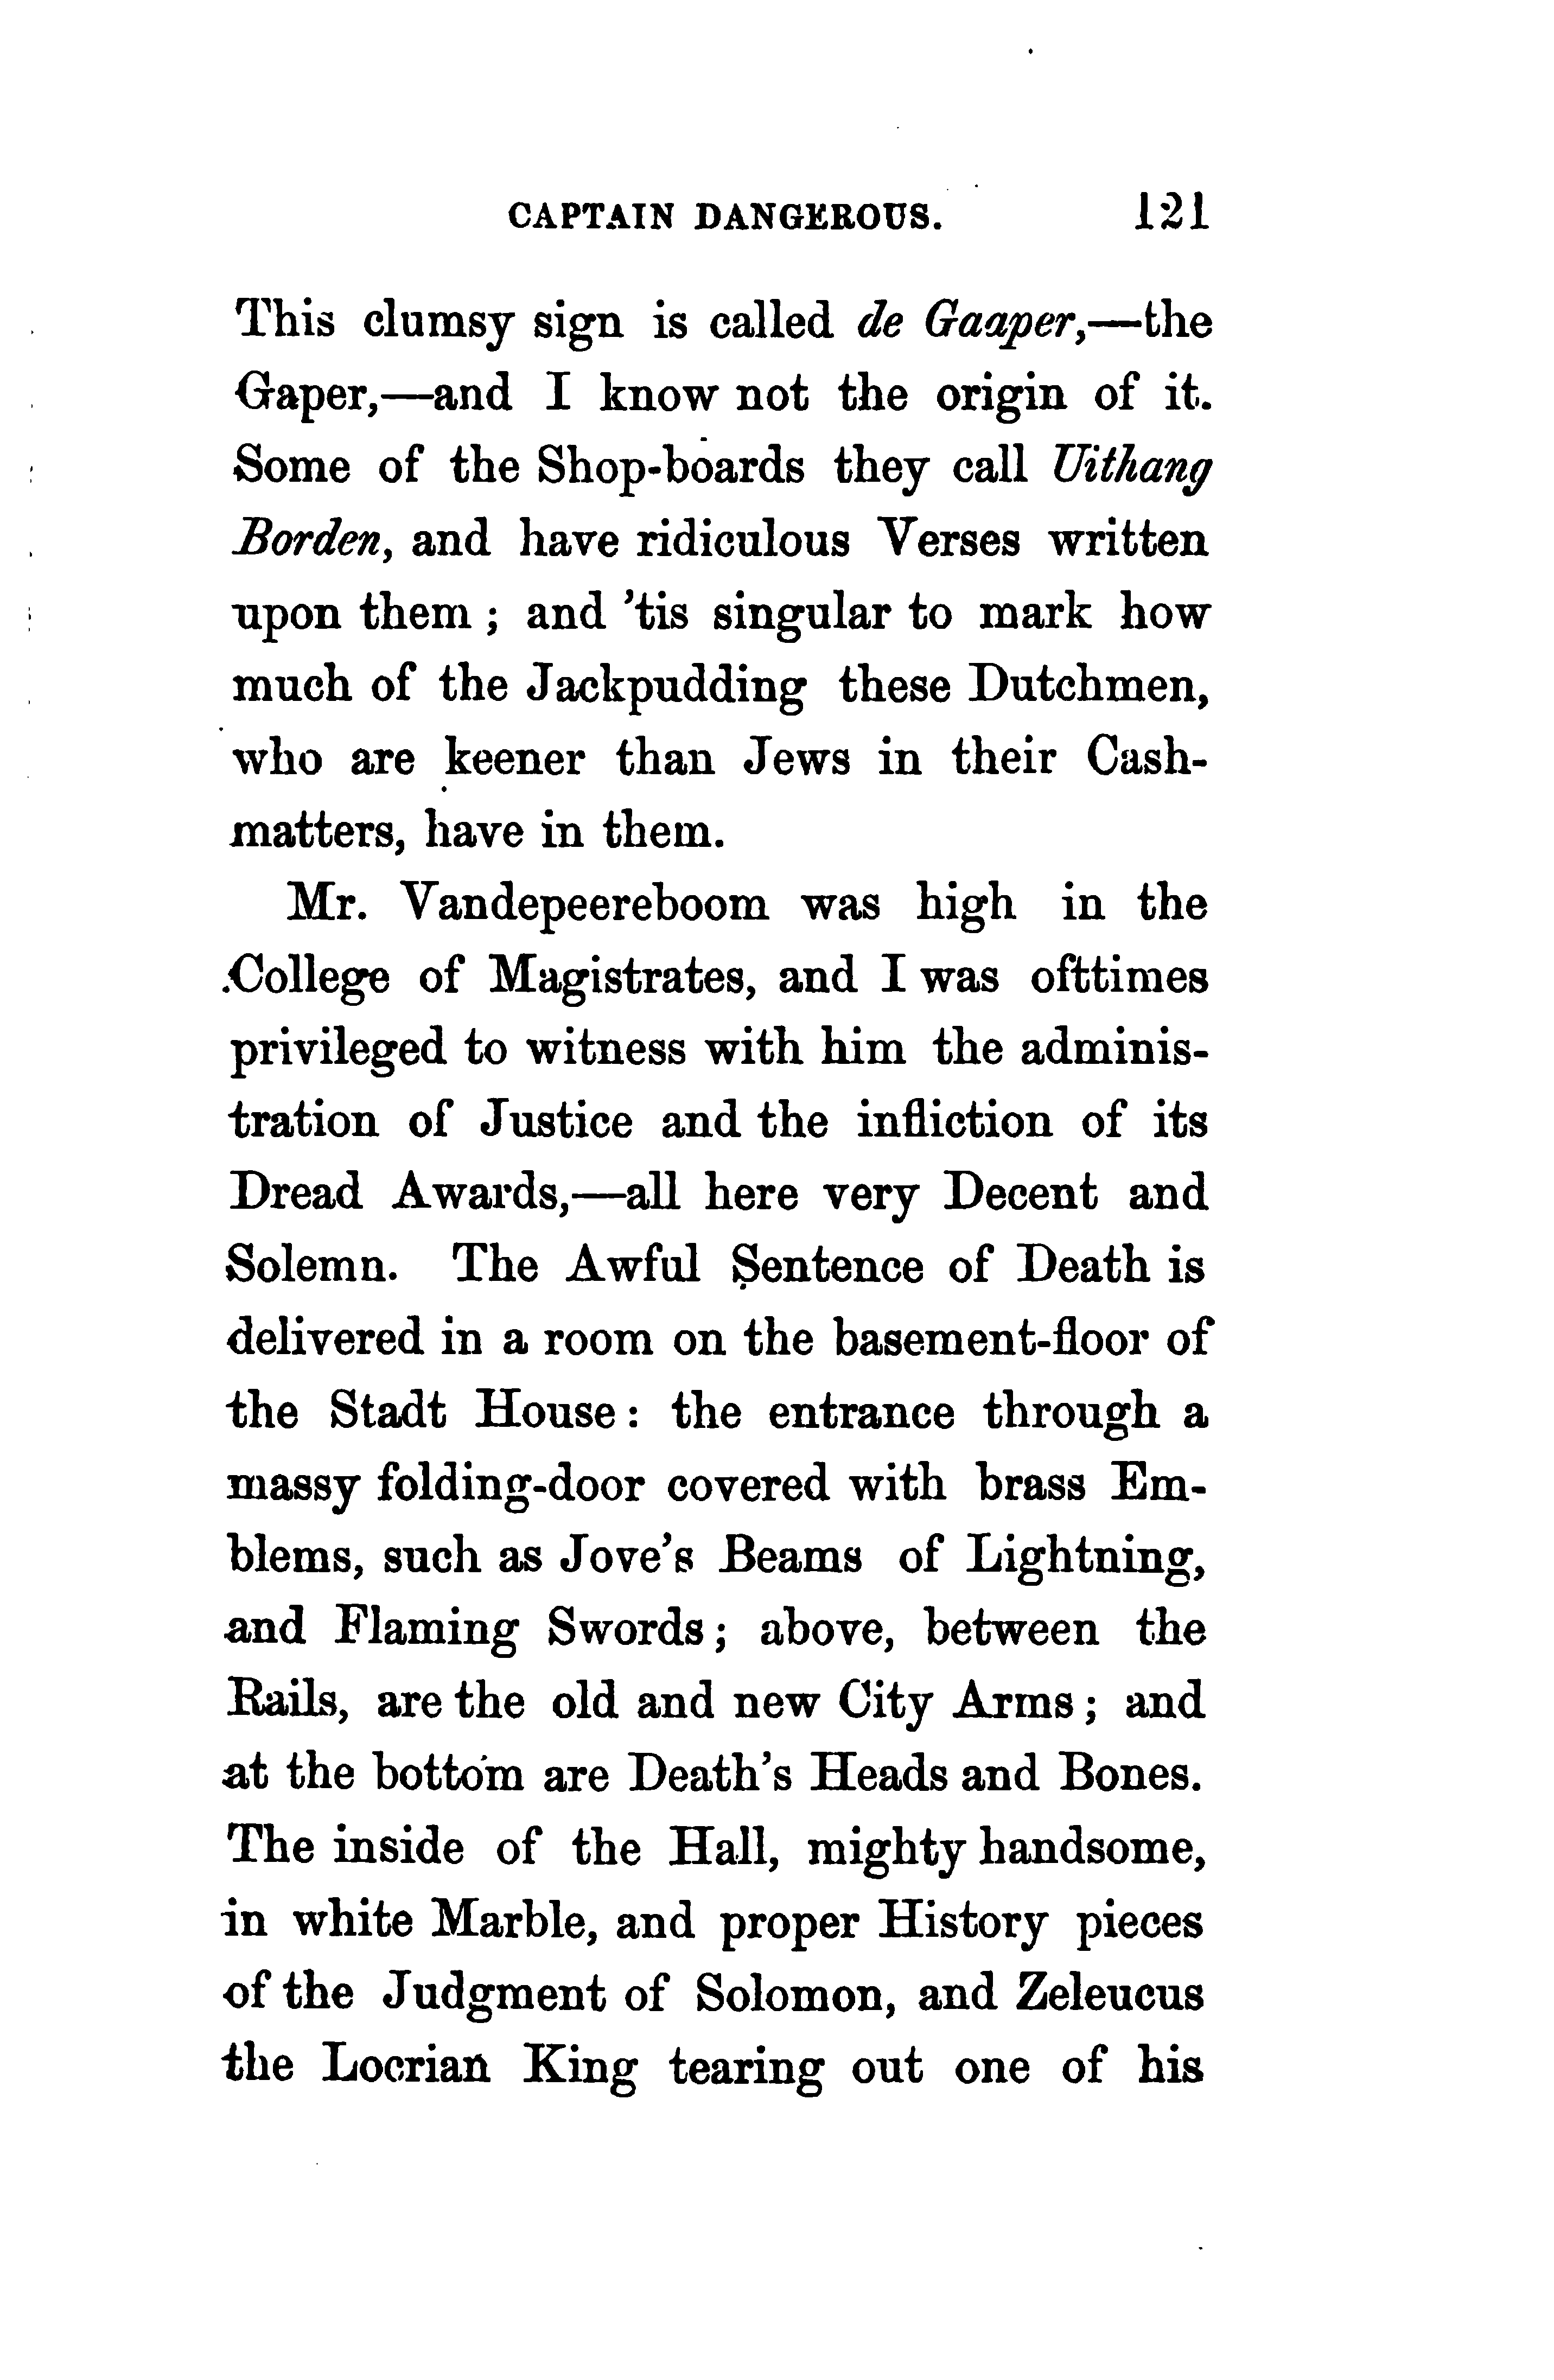 CAPTAIN DANGEROUS. 121
This clumsy sign is called de Gaaper,—the
Gaper,—and I know not the origin of it.
Some of the Shop-boards they call Uithang
Borden, and have ridiculous Verses written
upon them ; and 'tis singular to mark how
much of the Jackpudding these Dutchmen,
who are keener than Jews in their Cash-
matters, have in them.
Mr. Vandepeereboom was high in the
College of Magistrates, and I was ofttimes
privileged to witness with him the adminis-
tration of Justice and the infliction of its
Dread Awards,—all here very Decent and
Solemn. The Awful Sentence of Death is
delivered in a room on the basement-floor of
the Stadt House : the entrance through a
massy folding-door covered with brass Em-
blems, such as Jove's Beams of Lightning,
and Flaming Swords ; above, between the
Rails, are the old and new City Arms ; and
at the bottom are Death's Heads and Bones.
The inside of the Hall, mighty handsome,
in white Marble, and proper History pieces
of the Judgment of Solomon, and Zeleucus
the Locrian King tearing out one of his